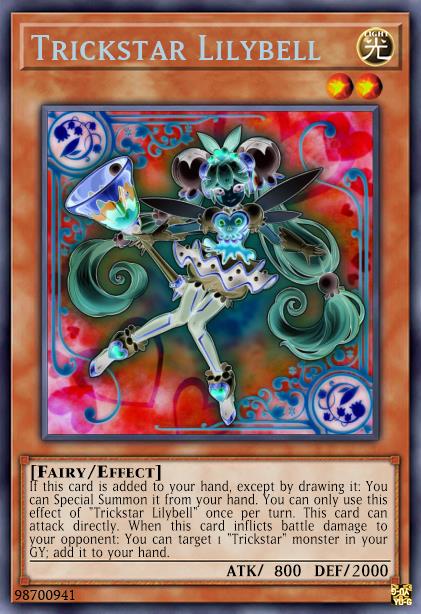 TRICKSTAR LILYBELL
LIGHT
光
[FAIRY/EFFECT]
If this card is added to your hand, except by drawing it: You
can Special Summon it from your hand. You can only use this
effect of "Trickstar Lilybell" once per turn. This card can
attack directly. When this card inflicts battle damage to
your opponent: You can target 1 "Trickstar" monster in your
GY; add it to your hand.
ATK/ 800 DEF/2000
98700941